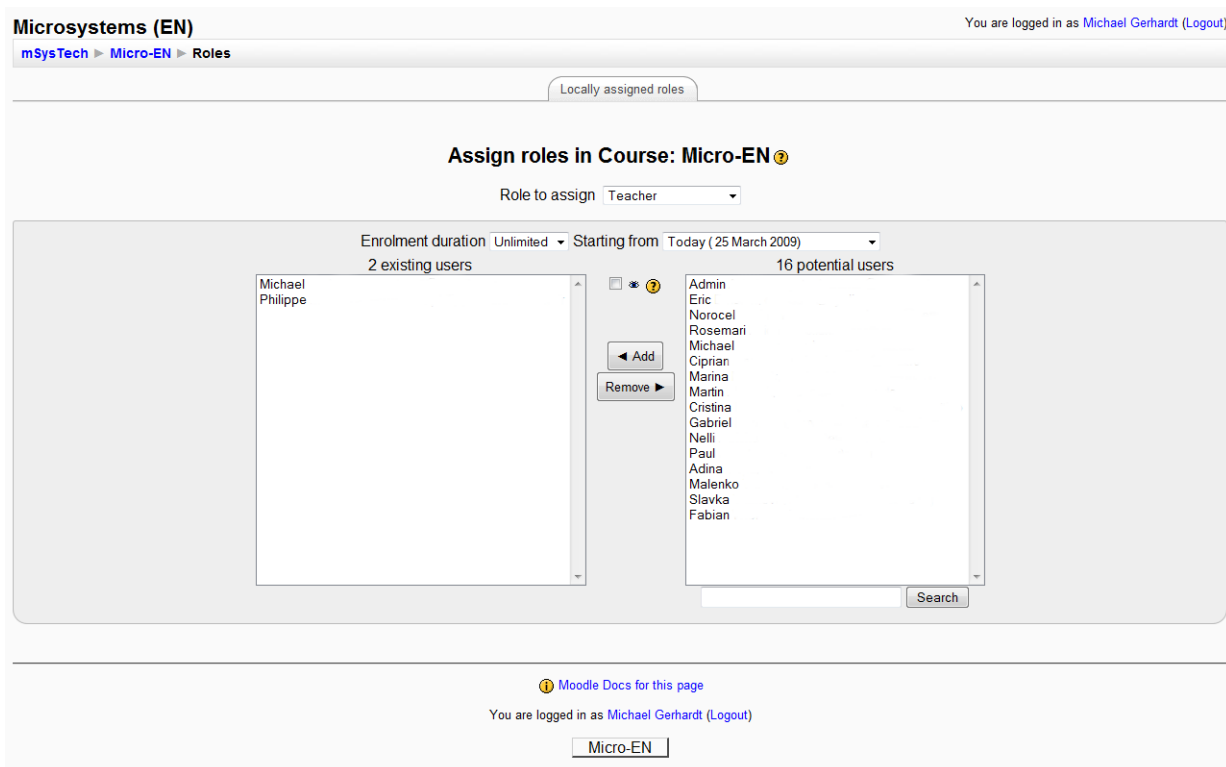 Microsystems (EN)
You are logged in as Michael Gerhardt (Logout)
mSysTech ► Micro-EN ► Roles
Locally assigned roles
Assign roles in Course: Micro-EN
Role to assign Teacher
Enrolment duration Unlimited Starting from Today (25 March 2009)
2 existing users
Michael
Philippe
◄ Add
Remove ►
16 potential users
Admin
Eric
Norocel
Rosemari
Michael
Ciprian
Marina
Martin
Cristina
Gabriel
Nelli
Paul
Adina
Malenko
Slavka
Fabian
Search
Moodle Docs for this page
You are logged in as Michael Gerhardt (Logout)
Micro-EN